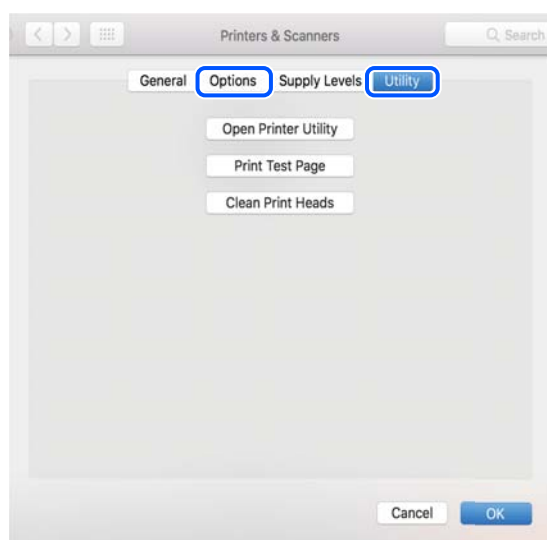 Printers & Scanners Search
General Options Supply Levels Utility
Open Printer Utility
Print Test Page
Clean Print Heads
Cancel OK